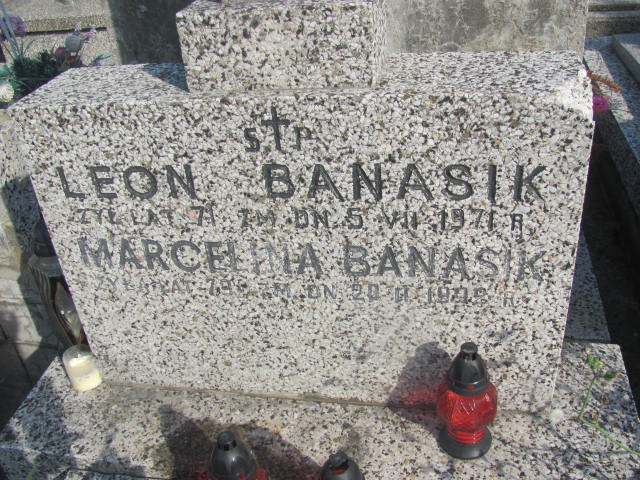 S†P
LEON BANASIK
ŻYŁ LAT 71 ZM. DN. 5 VII 1971 R
MARCELINA BANASIK
ŻYŁA LAT ZM. DN 20 II R